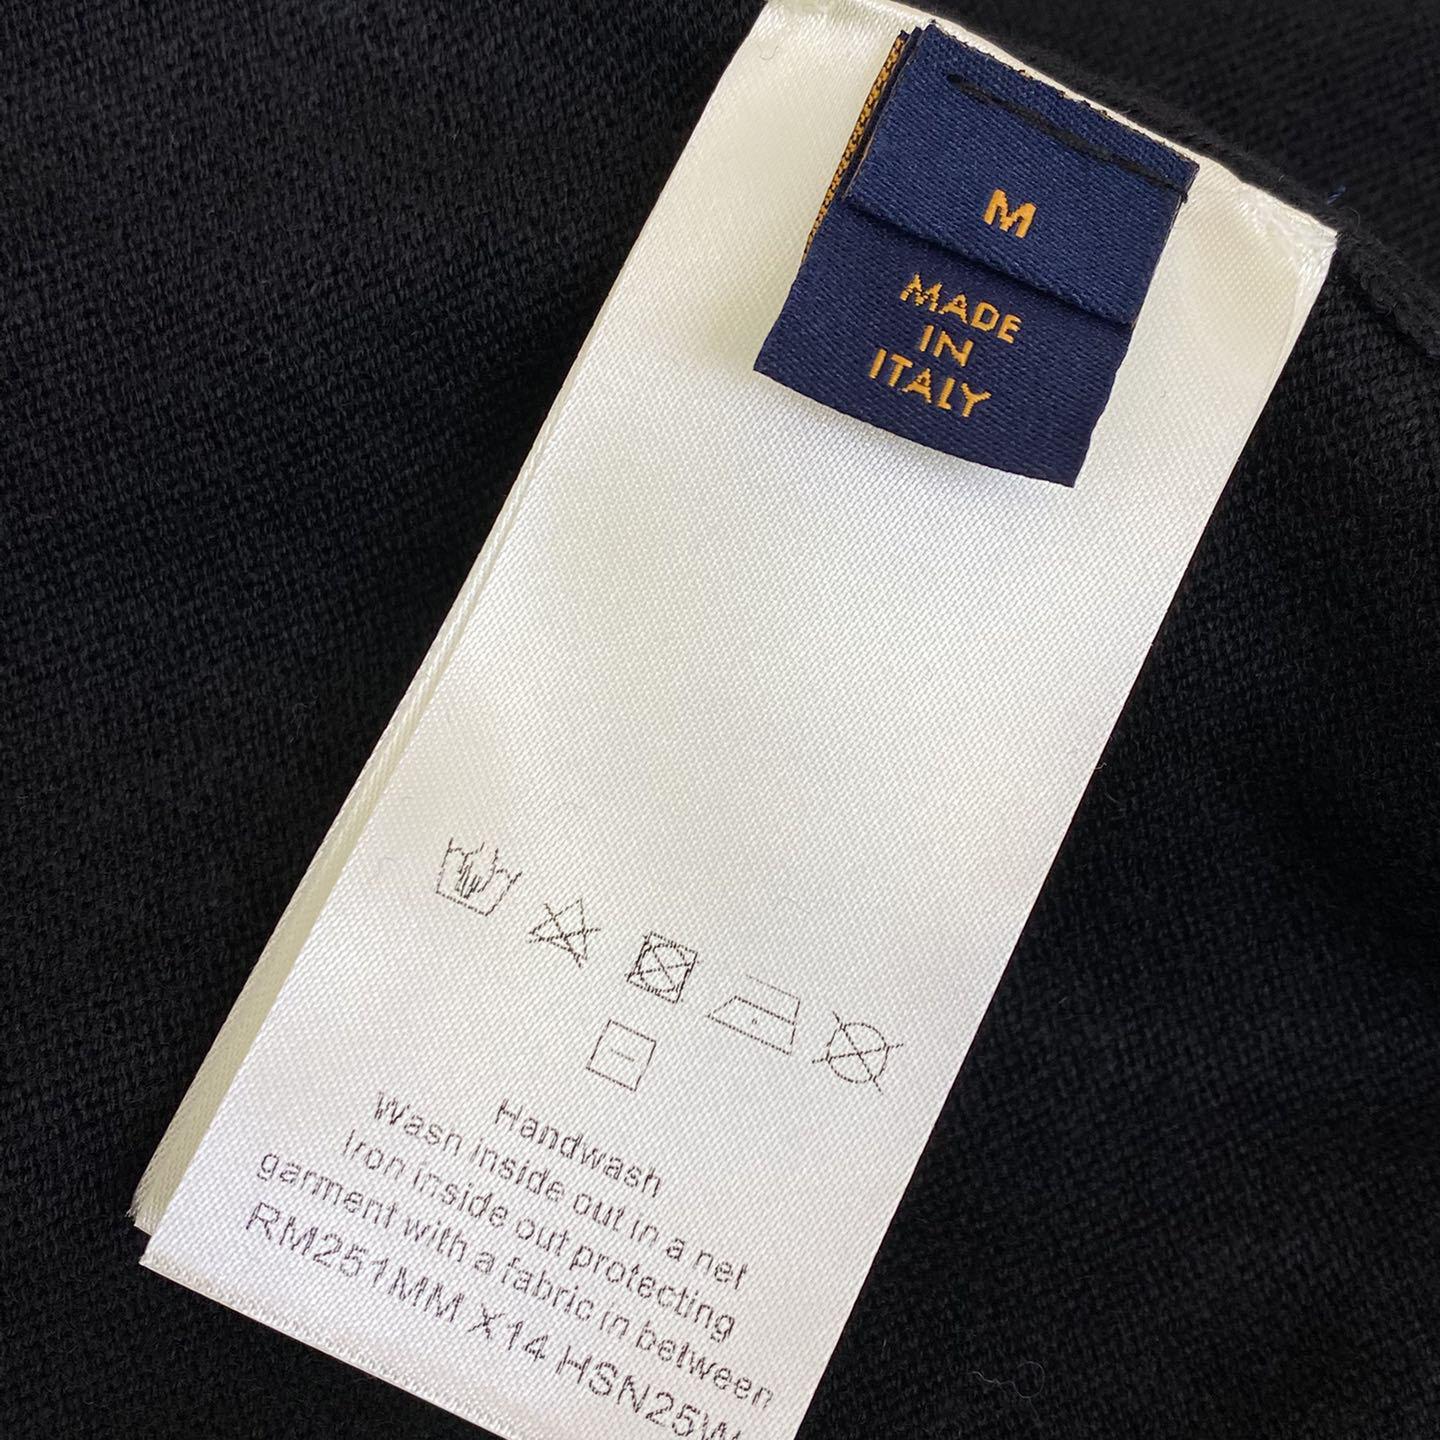 M
MADE
IN
ITALY
Handwash
Wash inside out in a net
Iron inside out protecting
garment with a fabric in between
RM251MM X14 HSN25W